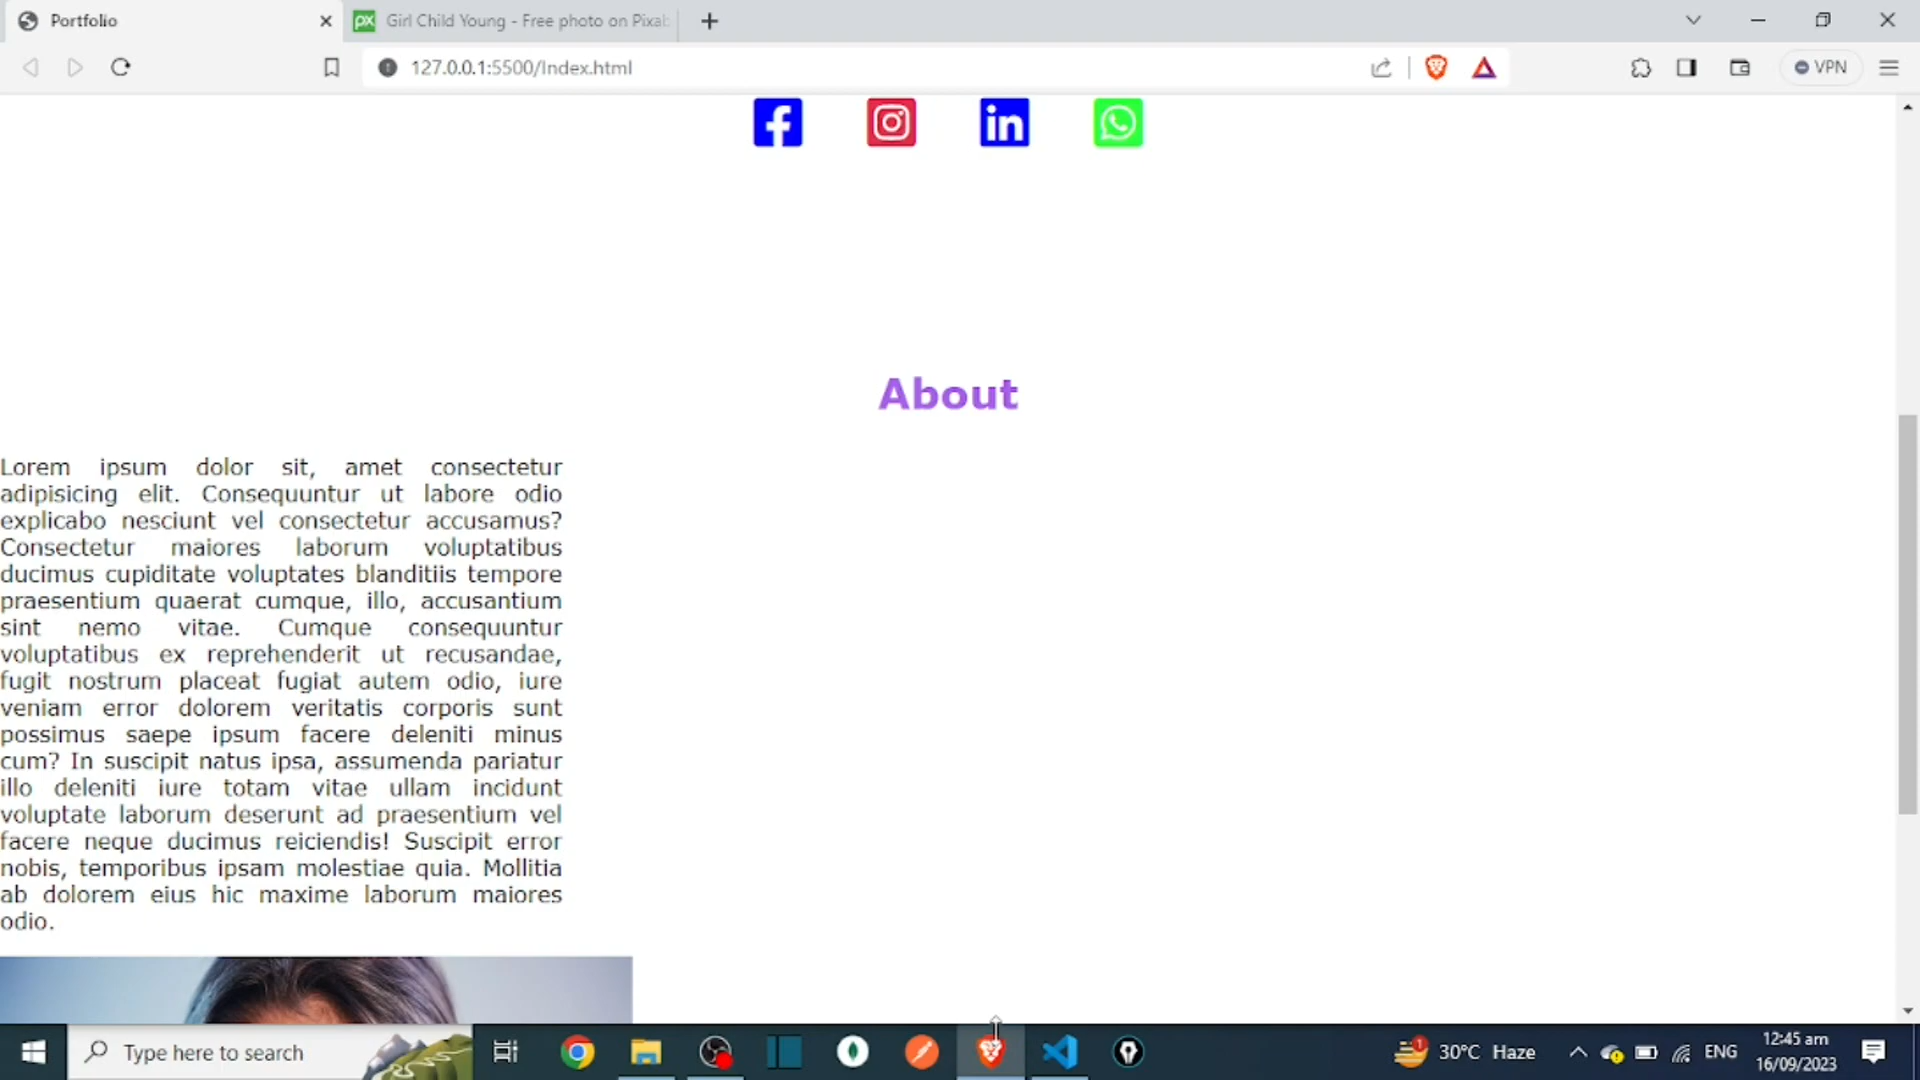 Portfolio
Girl Child Young - Free photo on Pixab
127.0.0.1:5500/Index.html
VPN
About
Lorem ipsum dolor sit, amet consectetur
adipisicing elit. Consequuntur ut labore odio
explicabo nesciunt vel consectetur accusamus?
Consectetur maiores laborum voluptatibus
ducimus cupiditate voluptates blanditiis tempore
praesentium quaerat cumque, illo, accusantium
sint nemo vitae. Cumque consequuntur
voluptatibus ex reprehenderit ut recusandae,
fugit nostrum placeat fugiat autem odio, iure
veniam error dolorem veritatis corporis sunt
possimus saepe ipsum facere deleniti minus
cum? In suscipit natus ipsa, assumenda pariatur
illo deleniti iure totam vitae ullam incidunt
voluptate laborum deserunt ad praesentium vel
facere neque ducimus reiciendis! Suscipit error
nobis, temporibus ipsam molestiae quia. Mollitia
ab dolorem eius hic maxime laborum maiores
odio.
Type here to search
1
30°C Haze
ENG
12:45 am
16/09/2023